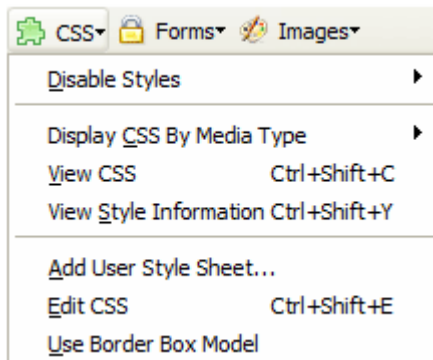 CSS Forms Images
Disable Styles
Display CSS By Media Type
View CSS Ctrl+Shift+C
View Style Information Ctrl+Shift+Y
Add User Style Sheet...
Edit CSS Ctrl+Shift+E
Use Border Box Model